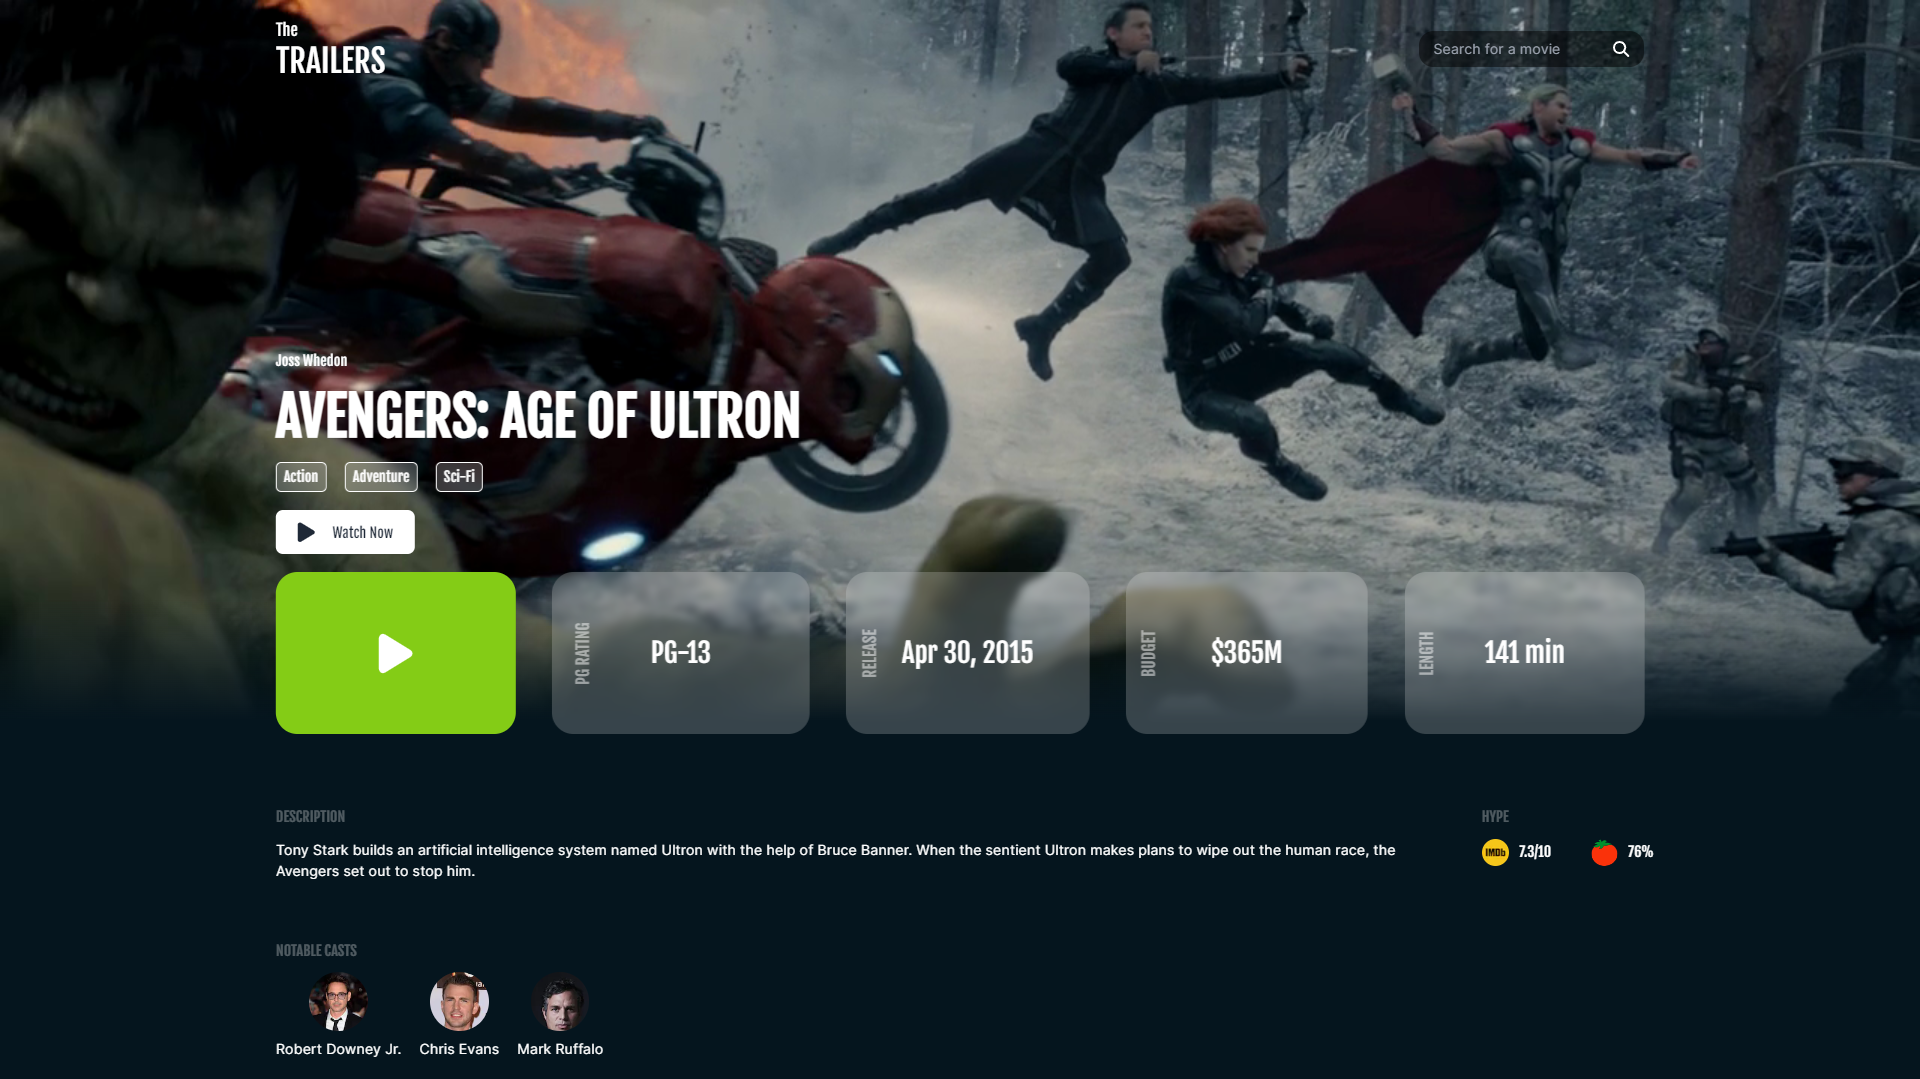 The
TRAILERS
Search for a movie
Joss Whedon
AVENGERS: AGE OF ULTRON
Action Adventure Sci-Fi
Watch Now
PG RATING PG-13 RELEASE Apr 30, 2015 BUDGET $365M LENGTH 141 min
DESCRIPTION
Tony Stark builds an artificial intelligence system named Ultron with the help of Bruce Banner. When the sentient Ultron makes plans to wipe out the human race, the
Avengers set out to stop him.
HYPE
IMDb 7.3/10 76%
NOTABLE CASTS
Robert Downey Jr. Chris Evans Mark Ruffalo